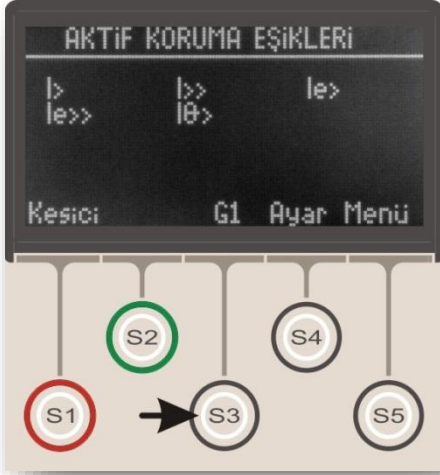 AKTİF KORUMA EŞİKLERİ
I> I>> Ie>
Ie>> Iθ>
Kesici G1 Ayar Menü
S2 S4
S1 S3 S5